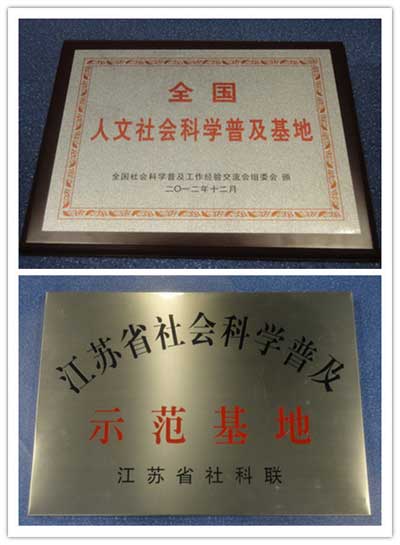 全国
人文社会科学普及基地
全国社会科学普及工作经验交流会组委会 颁
二〇一二年十二月
江苏省社会科学普及
示范基地
江苏省社科联